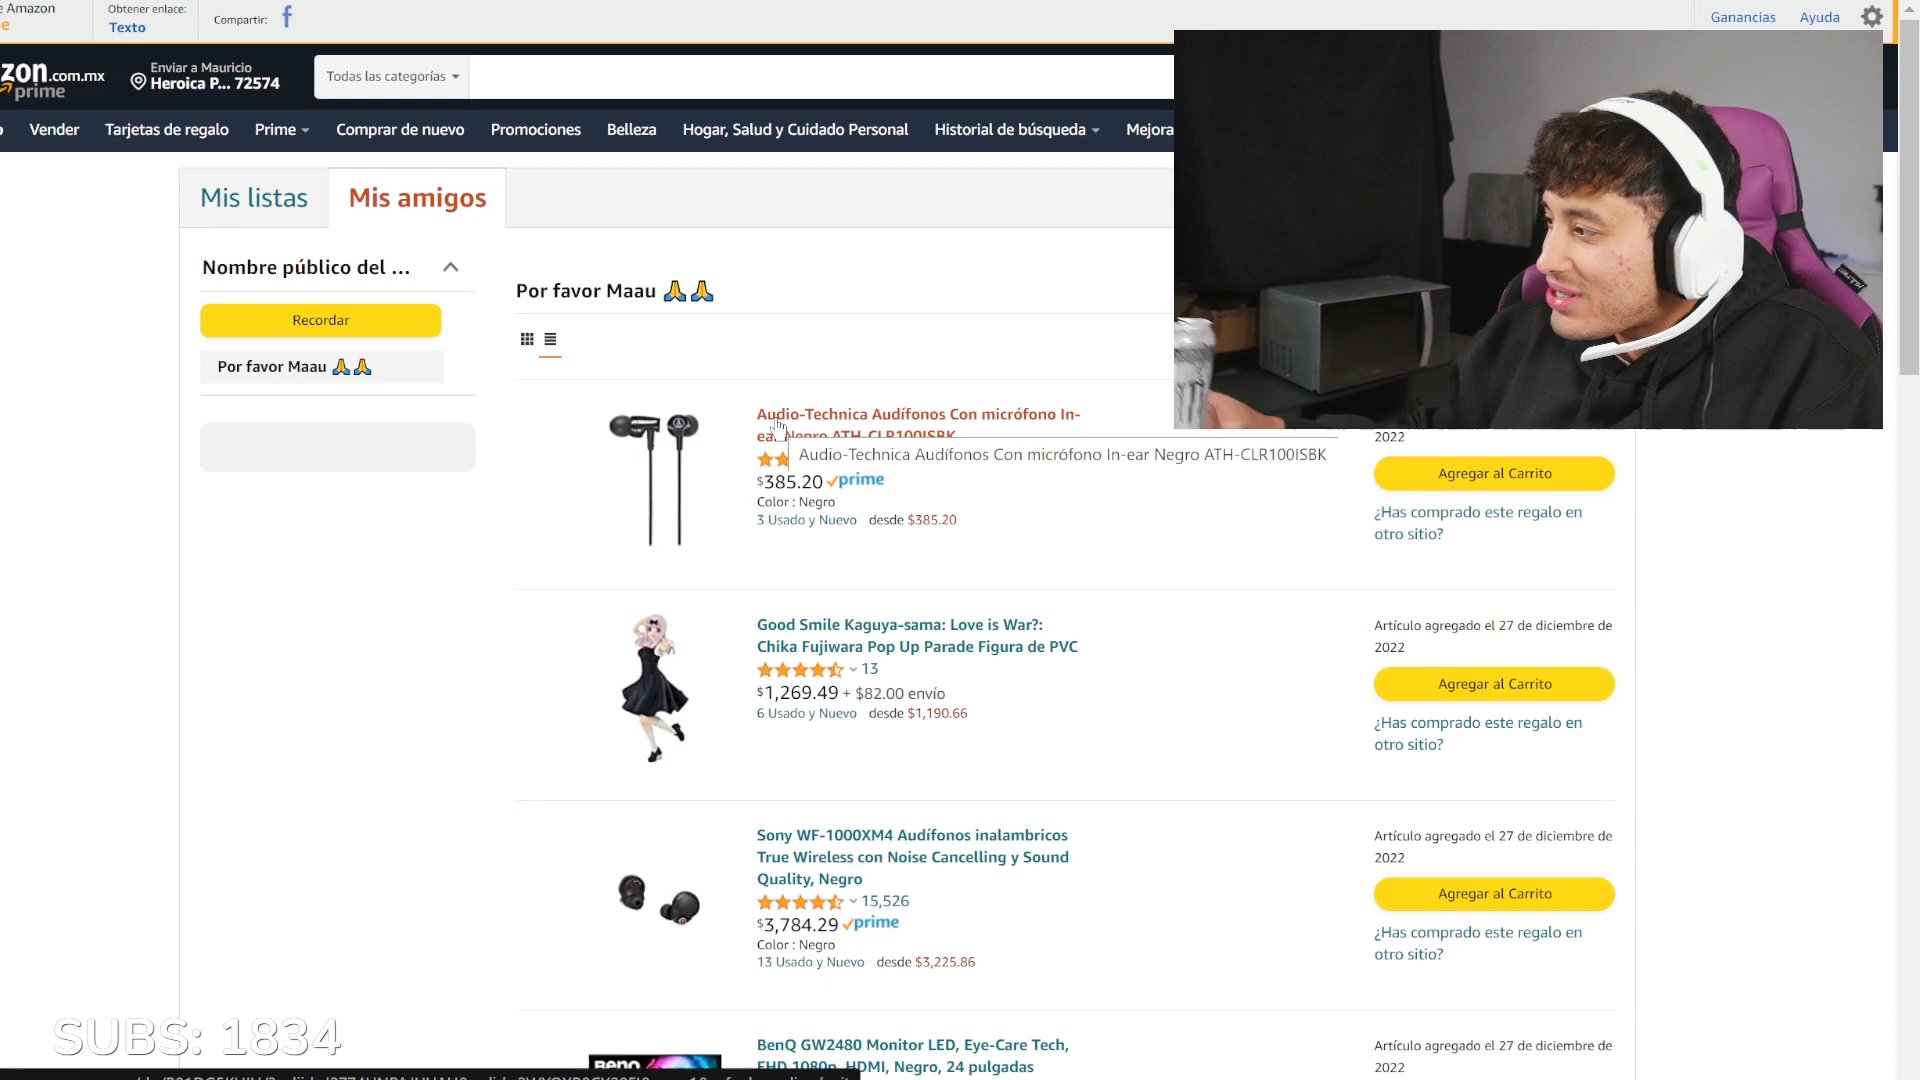 e Amazon
e
Obtener enlace:
Texto
Compartir:
Ganancias
Ayuda
zon.com.mx
prime
Enviar a Mauricio
Heroica P... 72574
Todas las categorías
Vender
Tarjetas de regalo
Prime
Comprar de nuevo
Promociones
Belleza
Hogar, Salud y Cuidado Personal
Historial de búsqueda
Mejora
Mis listas
Mis amigos
Nombre público del ...
Recordar
Por favor Maau 🙏🙏
Por favor Maau 🙏🙏
Audio-Technica Audífonos Con micrófono In-
ear Negro ATH-CLR100ISBK
Audio-Technica Audífonos Con micrófono In-ear Negro ATH-CLR100ISBK
$385.20 prime
Color : Negro
3 Usado y Nuevo desde $385.20
2022
Agregar al Carrito
¿Has comprado este regalo en
otro sitio?
Good Smile Kaguya-sama: Love is War?:
Chika Fujiwara Pop Up Parade Figura de PVC
13
$1,269.49 + $82.00 envío
6 Usado y Nuevo desde $1,190.66
Artículo agregado el 27 de diciembre de
2022
Agregar al Carrito
¿Has comprado este regalo en
otro sitio?
Sony WF-1000XM4 Audífonos inalambricos
True Wireless con Noise Cancelling y Sound
Quality, Negro
15,526
$3,784.29 prime
Color : Negro
13 Usado y Nuevo desde $3,225.86
Artículo agregado el 27 de diciembre de
2022
Agregar al Carrito
¿Has comprado este regalo en
otro sitio?
SUBS: 1834
BenQ
BenQ GW2480 Monitor LED, Eye-Care Tech,
FHD 1080p, HDMI, Negro, 24 pulgadas
Artículo agregado el 27 de diciembre de
2022